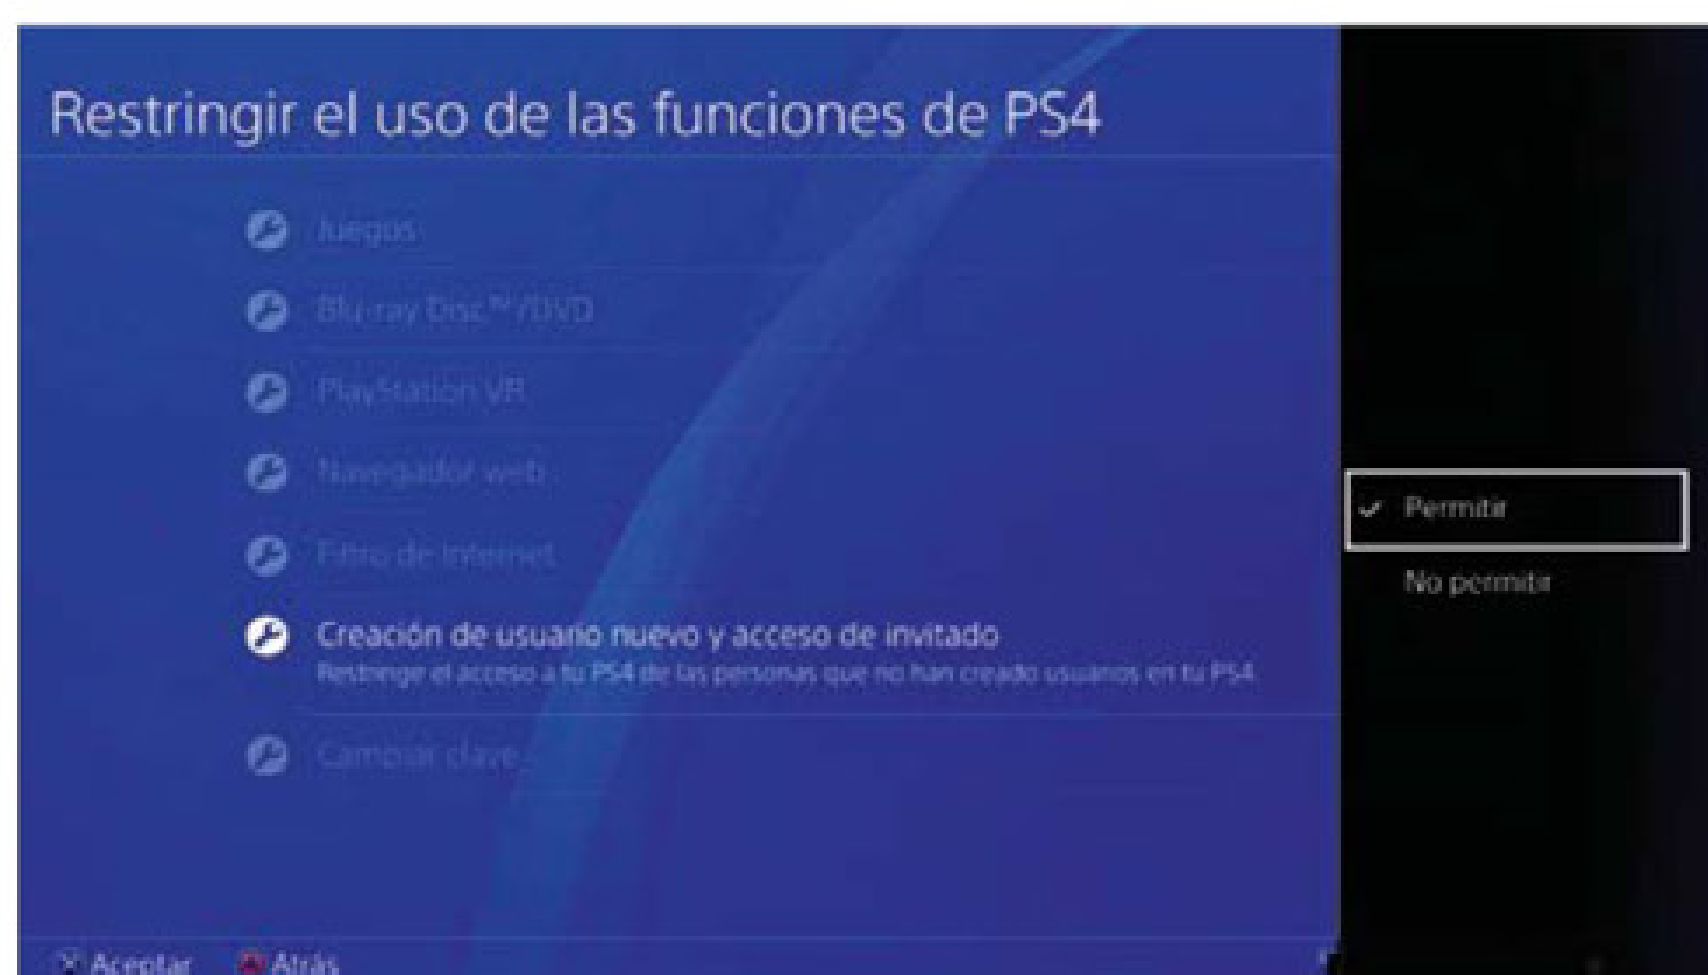 Restringir el uso de las funciones de PS4
Juegos
Blu-ray Disc™/DVD
PlayStation VR
Navegador web
Filtro de Internet
Creación de usuario nuevo y acceso de invitado
Restringe el acceso a tu PS4 de las personas que no han creado usuarios en tu PS4.
Cambiar clave
Permitir
No permitir
Aceptar
Atrás